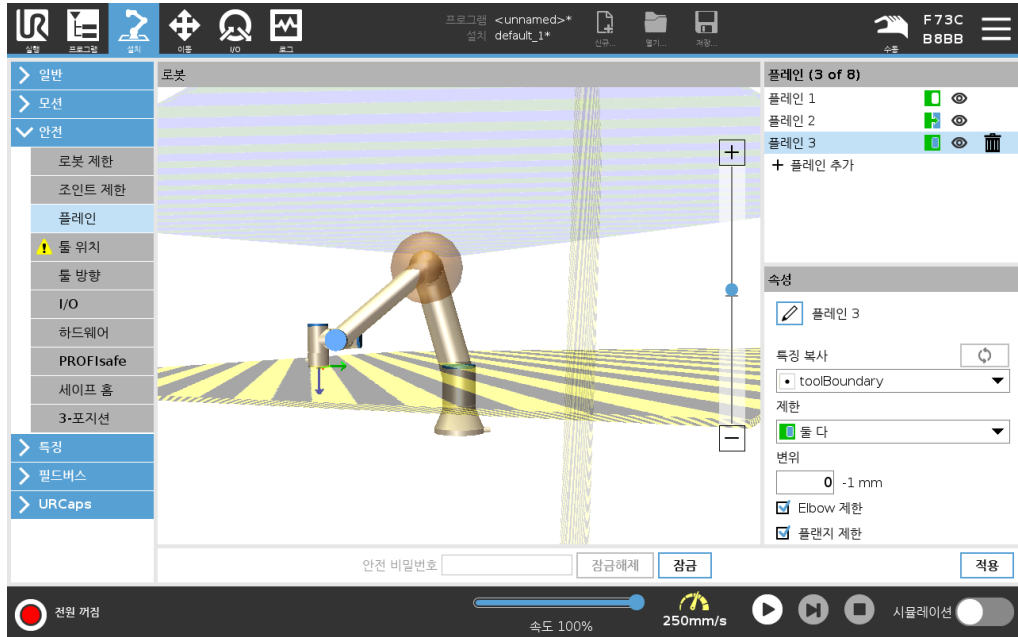 UR
프로그램 <unnamed>*
설치 default_1*
F73C
B8BB
실행
프로그램
설치
이동
I/O
로그
신규...
열기...
저장...
수동
일반
모션
안전
로봇 제한
조인트 제한
플레인
툴 위치
툴 방향
I/O
하드웨어
PROFIsafe
세이프 홈
3-포지션
특징
필드버스
URCaps
로봇
플레인 (3 of 8)
플레인 1
플레인 2
플레인 3
+ 플레인 추가
속성
플레인 3
특징 복사
toolBoundary
제한
둘 다
변위
0 -1 mm
Elbow 제한
플랜지 제한
안전 비밀번호
잠금해제
잠금
적용
전원 꺼짐
속도 100%
250mm/s
시뮬레이션